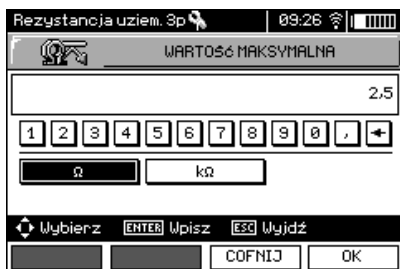 Rezystancja uziem. 3p 09:26
WARTOść MAKSYMALNA
2,5
1 2 3 4 5 6 7 8 9 0 ,
Ω kΩ
Wybierz ENTER Wpisz ESC Wyjdź
COFNIJ OK